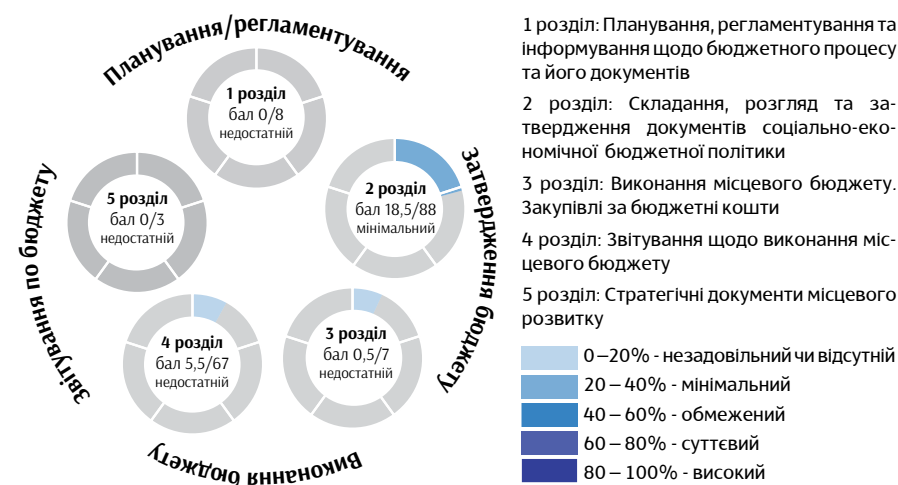 Планування/регламентування
1 розділ
бал 0/8
недостатній
Затвердження бюджету
2 розділ
бал 18,5/88
мінімальний
3 розділ
бал 0,5/7
недостатній
Виконання бюджету
4 розділ
бал 5,5/67
недостатній
Звітування по бюджету
5 розділ
бал 0/3
недостатній
1 розділ: Планування, регламентування та
інформування щодо бюджетного процесу
та його документів
2 розділ: Складання, розгляд та за-
твердження документів соціально-еко-
номічної бюджетної політики
3 розділ: Виконання місцевого бюджету.
Закупівлі за бюджетні кошти
4 розділ: Звітування щодо виконання міс-
цевого бюджету
5 розділ: Стратегічні документи місцевого
розвитку
0–20% - незадовільний чи відсутній
20 – 40% - мінімальний
40 – 60% - обмежений
60 – 80% - суттєвий
80 – 100% - високий